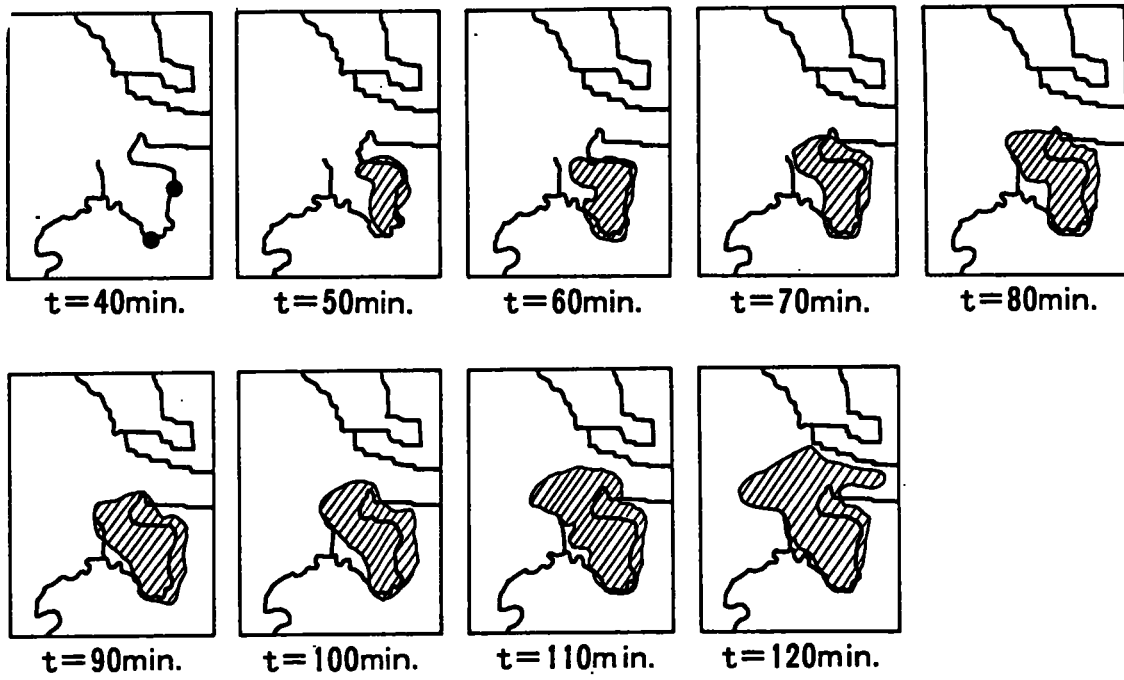 t=40min.
t=50min.
t=60min.
t=70min.
t=80min.
t=90min.
t=100min.
t=110min.
t=120min.